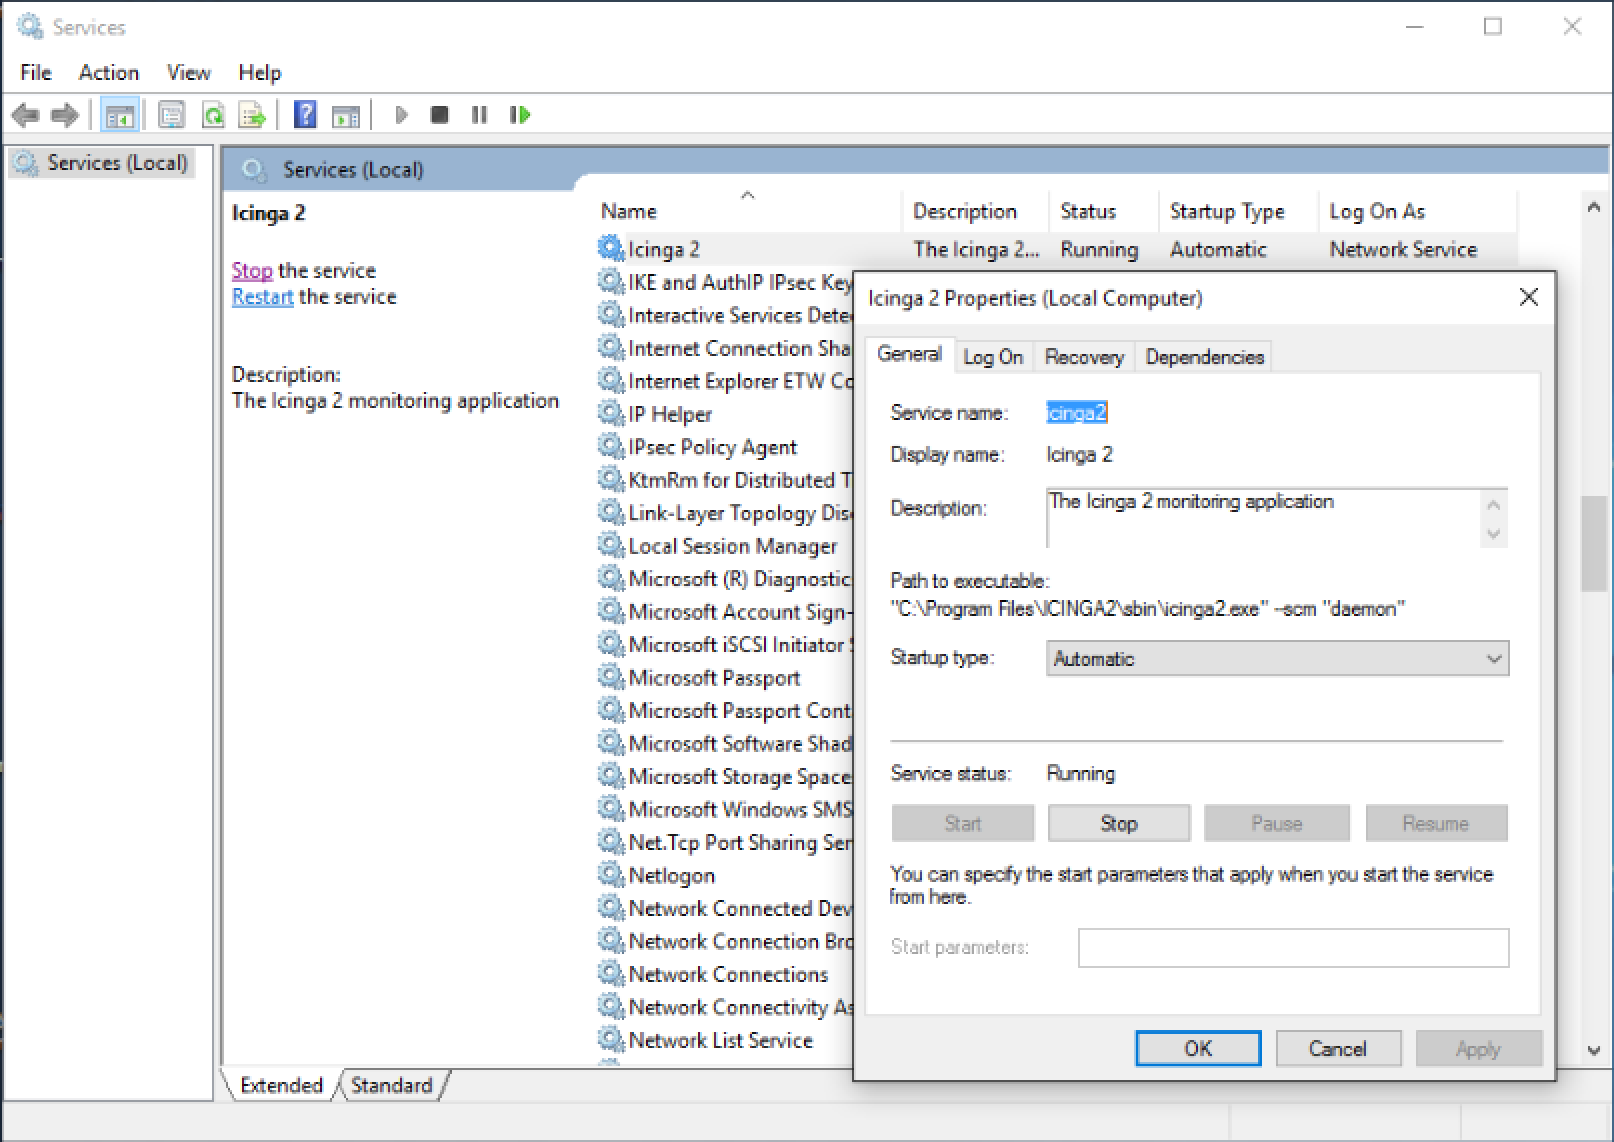 Services
File Action View Help
Services (Local)
Services (Local)
Icinga 2
Stop the service
Restart the service
Description:
The Icinga 2 monitoring application
Name Description Status Startup Type Log On As
Icinga 2 The Icinga 2... Running Automatic Network Service
IKE and AuthIP IPsec Key
Interactive Services Dete
Internet Connection Sha
Internet Explorer ETW Co
IP Helper
IPsec Policy Agent
KtmRm for Distributed T
Link-Layer Topology Disc
Local Session Manager
Microsoft (R) Diagnostic
Microsoft Account Sign-
Microsoft iSCSI Initiator S
Microsoft Passport
Microsoft Passport Cont
Microsoft Software Shad
Microsoft Storage Space
Microsoft Windows SMS
Net.Tcp Port Sharing Ser
Netlogon
Network Connected Dev
Network Connection Bro
Network Connections
Network Connectivity As
Network List Service
Extended Standard
Icinga 2 Properties (Local Computer)
General Log On Recovery Dependencies
Service name: icinga2
Display name: Icinga 2
Description: The Icinga 2 monitoring application
Path to executable:
"C:\Program Files\ICINGA2\sbin\icinga2.exe" --scm "daemon"
Startup type: Automatic
Service status: Running
Start Stop Pause Resume
You can specify the start parameters that apply when you start the service
from here.
Start parameters:
OK Cancel Apply